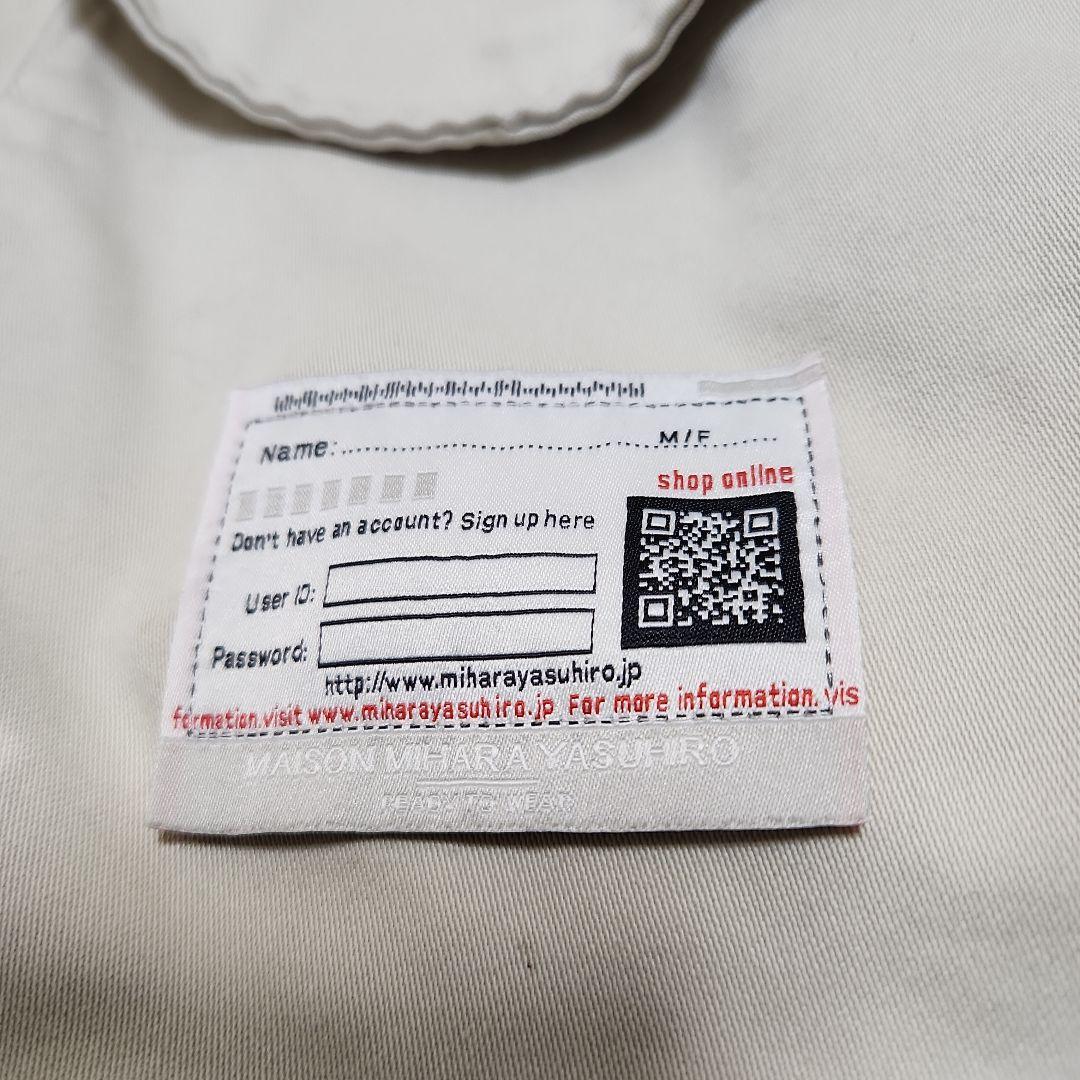 Name:..............................M/F.......
shop online
Don't have an account? Sign up here
User ID:
Password:
http://www.miharayasuhiro.jp
formation.visit www.miharayasuhiro.jp For more information.vis
MAISON MIHARA YASUHIRO
READY TO WEAR